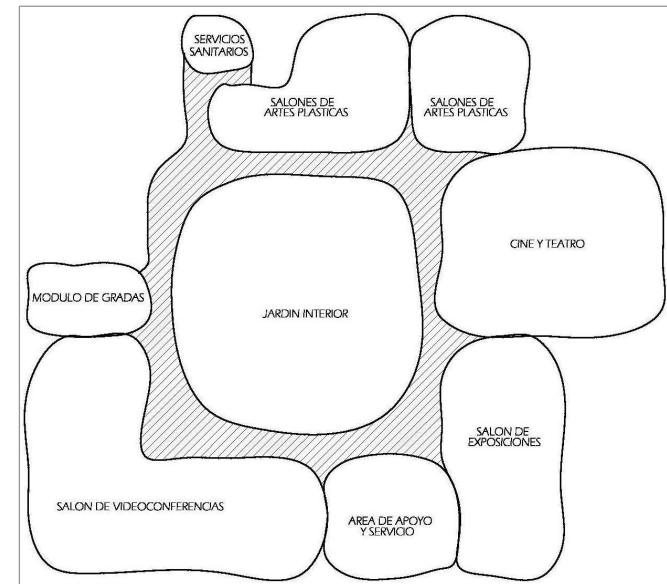 SERVICIOS
SANITARIOS
SALONES DE
ARTES PLASTICAS
SALONES DE
ARTES PLASTICAS
CINE Y TEATRO
MODULO DE GRADAS
JARDIN INTERIOR
SALON DE
EXPOSICIONES
SALON DE VIDEOCONFERENCIAS
AREA DE APOYO
Y SERVICIO